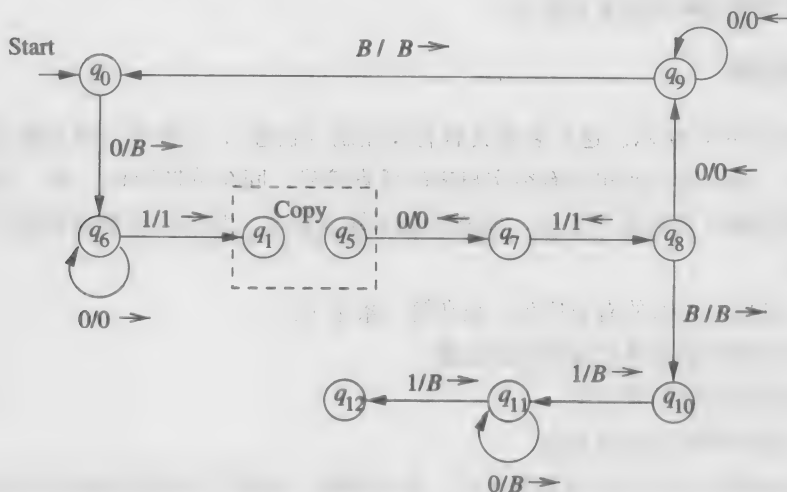 Start
0/0 ←
B / B →
q0
q9
0/B →
0/0 ←
Copy
1/1 →
0/0 ←
1/1 ←
q6
q1
q5
q7
q8
0/0 →
B / B →
1/B →
1/B →
q12
q11
q10
0/B →